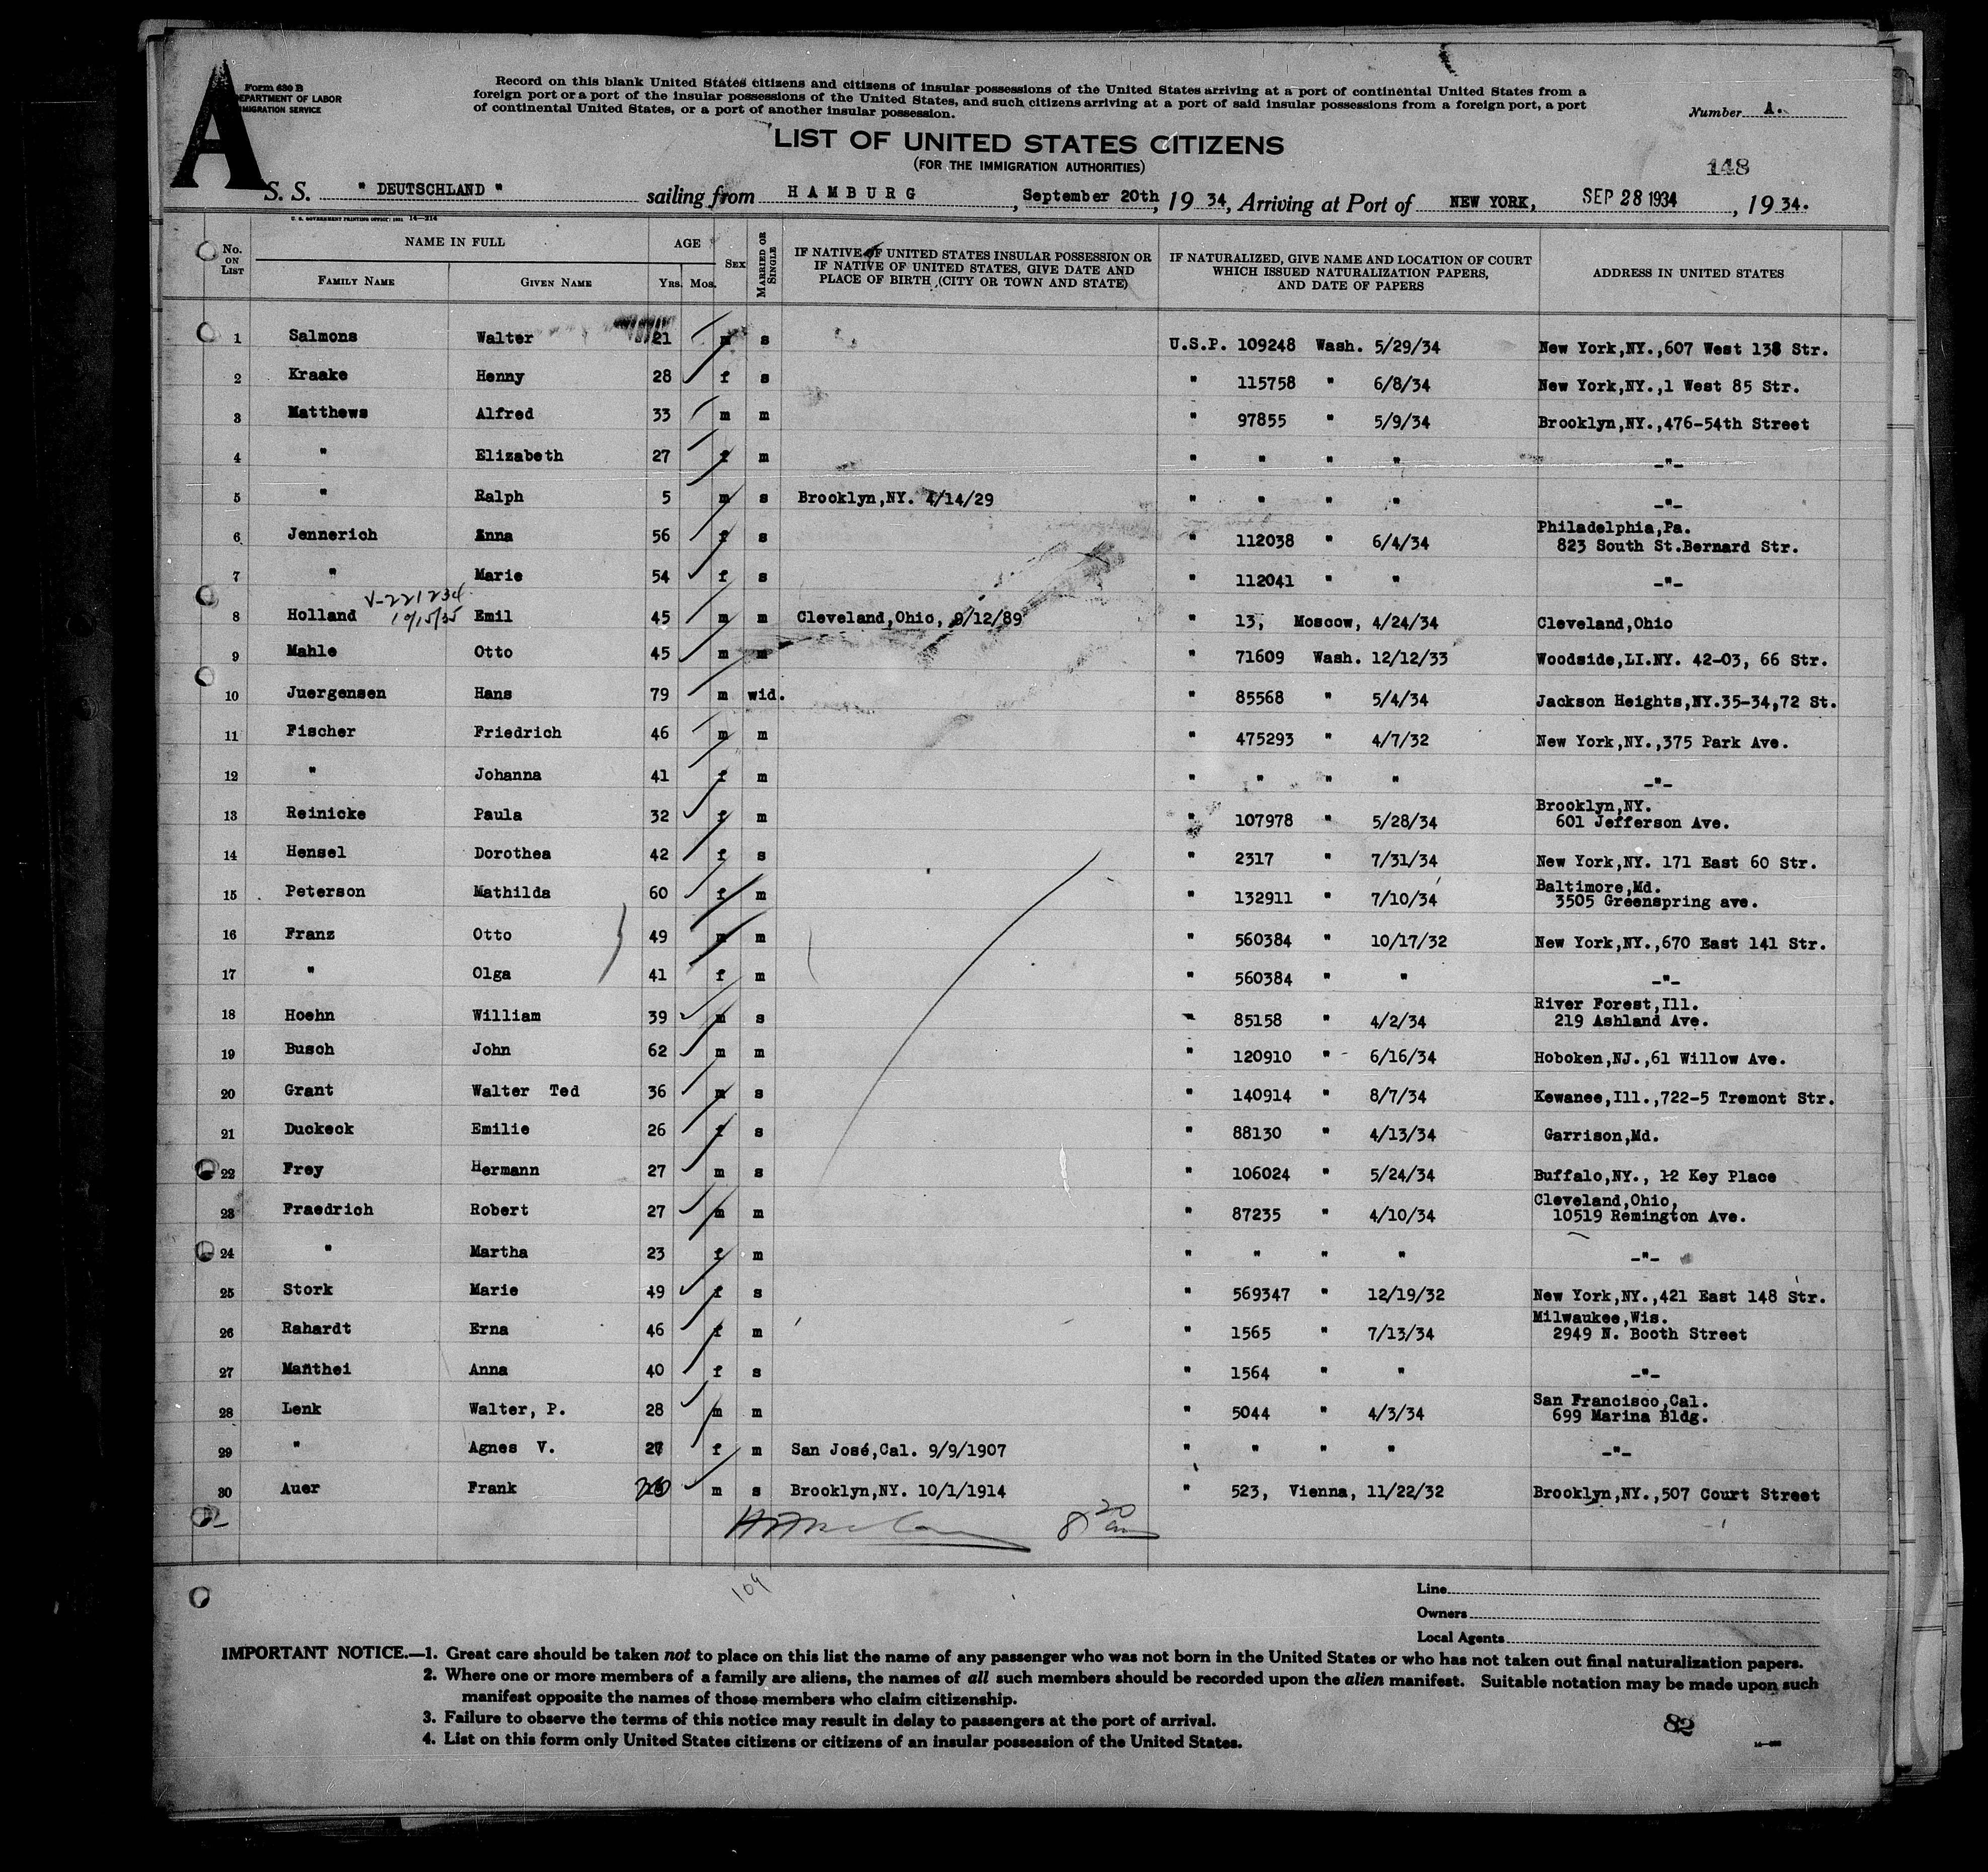 A
Form 630 B
DEPARTMENT OF LABOR
IMMIGRATION SERVICE
Record on this blank United States citizens and citizens of insular possessions of the United States arriving at a port of continental United States from a
foreign port or a port of the insular possessions of the United States, and such citizens arriving at a port of said insular possessions from a foreign port, a port
of continental United States, or a port of another insular possession.
Number A.
LIST OF UNITED STATES CITIZENS
(FOR THE IMMIGRATION AUTHORITIES)
148
S. S. " DEUTSCHLAND " sailing from HAMBURG, September 20th, 1934, Arriving at Port of NEW YORK, SEP 28 1934, 1934.
U. S. GOVERNMENT PRINTING OFFICE: 1931 14—214
No. ON LIST NAME IN FULL AGE SEX MARRIED OR SINGLE IF NATIVE OF UNITED STATES INSULAR POSSESSION OR IF NATIVE OF UNITED STATES, GIVE DATE AND PLACE OF BIRTH (CITY OR TOWN AND STATE) IF NATURALIZED, GIVE NAME AND LOCATION OF COURT WHICH ISSUED NATURALIZATION PAPERS, AND DATE OF PAPERS ADDRESS IN UNITED STATES
FAMILY NAME GIVEN NAME YRS. MOS.
1 Salmons Walter 21 m s U.S.P. 109248 Wash. 5/29/34 New York,NY.,607 West 138 Str.
2 Kraake Henny 28 f s " 115758 " 6/8/34 New York,NY.,1 West 85 Str.
3 Matthews Alfred 33 m m " 97855 " 5/9/34 Brooklyn,NY.,476-54th Street
4 " Elizabeth 27 f m " " " " -"-
5 " Ralph 5 m s Brooklyn,NY. 4/14/29 " " " " -"-
6 Jennerich Anna 56 f s " 112038 " 6/4/34 Philadelphia,Pa.
823 South St.Bernard Str.
7 " Marie 54 f s " 112041 " " -"-
V-221234
10/15/35
8 Holland Emil 45 m m Cleveland,Ohio, 9/12/89 " 13, Moscow, 4/24/34 Cleveland,Ohio
9 Mahle Otto 45 m m " 71609 Wash. 12/12/33 Woodside,LI.NY. 42-03, 66 Str.
10 Juergensen Hans 79 m wid. " 85568 " 5/4/34 Jackson Heights,NY.35-34,72 St.
11 Fischer Friedrich 46 m m " 475293 " 4/7/32 New York,NY.,375 Park Ave.
12 " Johanna 41 f m " " " " -"-
13 Reinicke Paula 32 f m " 107978 " 5/28/34 Brooklyn,NY.
601 Jefferson Ave.
14 Hensel Dorothea 42 f s " 2317 " 7/31/34 New York,NY. 171 East 60 Str.
15 Peterson Mathilda 60 f m " 132911 " 7/10/34 Baltimore,Md.
3505 Greenspring ave.
16 Franz Otto 49 m m " 560384 " 10/17/32 New York,NY.,670 East 141 Str.
17 " Olga 41 f m " 560384 " " -"-
18 Hoehn William 39 m s " 85158 " 4/2/34 River Forest,Ill.
219 Ashland Ave.
19 Busch John 62 m m " 120910 " 6/16/34 Hoboken,NJ.,61 Willow Ave.
20 Grant Walter Ted 36 m s " 140914 " 8/7/34 Kewanee,Ill.,722-5 Tremont Str.
21 Duckeck Emilie 26 f s " 88130 " 4/13/34 Garrison,Md.
22 Frey Hermann 27 m s " 106024 " 5/24/34 Buffalo,NY., 12 Key Place
23 Fraedrich Robert 27 m m " 87235 " 4/10/34 Cleveland,Ohio,
10519 Remington Ave.
24 " Martha 23 f m " " " " -"-
25 Stork Marie 49 f s " 569347 " 12/19/32 New York,NY.,421 East 148 Str.
26 Rahardt Erna 46 f m " 1565 " 7/13/34 Milwaukee,Wis.
2949 N. Booth Street
27 Manthei Anna 40 f s " 1564 " " -"-
28 Lenk Walter, P. 28 m m " 5044 " 4/3/34 San Francisco,Cal.
699 Marina Bldg.
29 " Agnes V. 27 f m San José,Cal. 9/9/1907 " " " " -"-
30 Auer Frank 20 m s Brooklyn,NY. 10/1/1914 " 523, Vienna, 11/22/32 Brooklyn,NY.,507 Court Street
8 20 am
104
Line
Owners
Local Agents
IMPORTANT NOTICE.—1. Great care should be taken not to place on this list the name of any passenger who was not born in the United States or who has not taken out final naturalization papers.
2. Where one or more members of a family are aliens, the names of all such members should be recorded upon the alien manifest. Suitable notation may be made upon such
manifest opposite the names of those members who claim citizenship.
3. Failure to observe the terms of this notice may result in delay to passengers at the port of arrival.
4. List on this form only United States citizens or citizens of an insular possession of the United States.
82